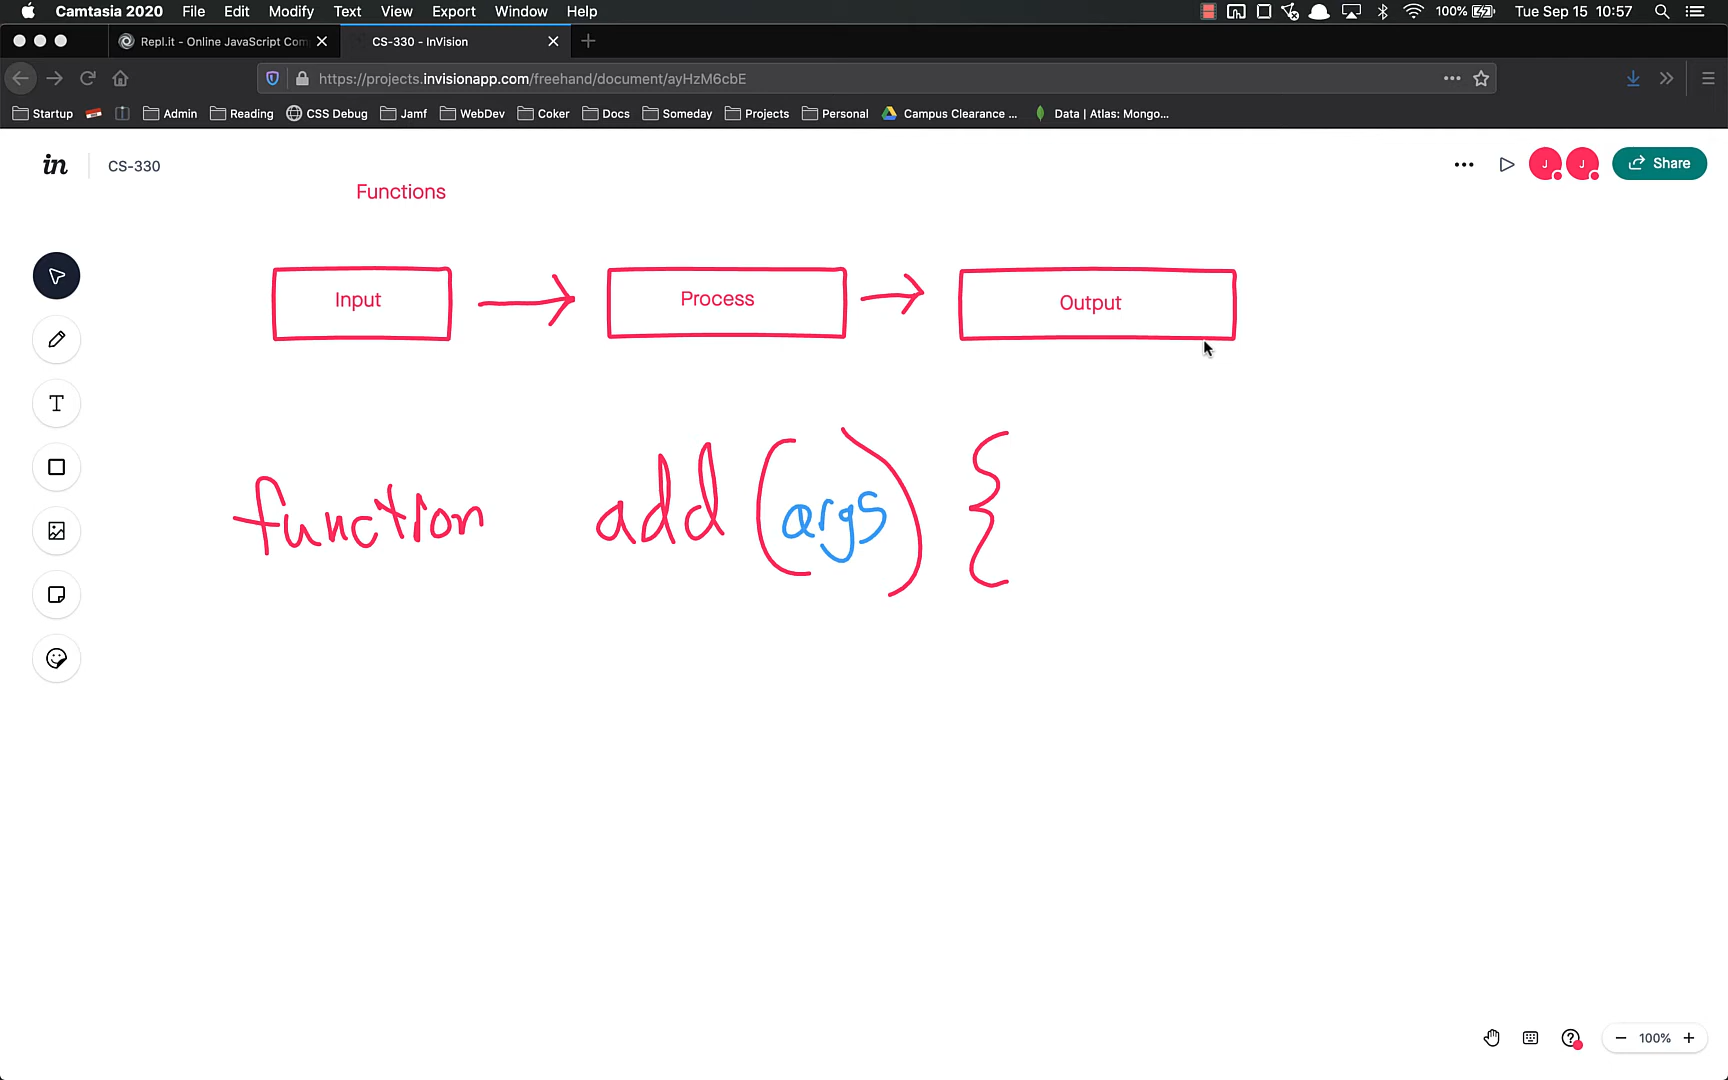 Camtasia 2020 File Edit Modify Text View Export Window Help 100% Tue Sep 15 10:57
Repl.it - Online JavaScript Com CS-330 - InVision
https://projects.invisionapp.com/freehand/document/ayHzM6cbE
Startup Admin Reading CSS Debug Jamf WebDev Coker Docs Someday Projects Personal Campus Clearance ... Data | Atlas: Mongo...
in CS-330 J J Share
Functions
Input Process Output
function add (args) {
100%